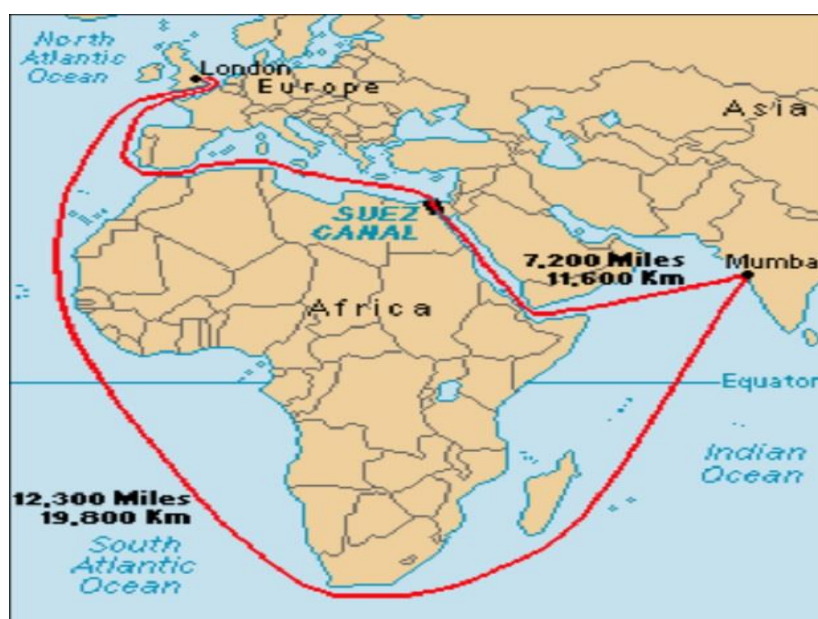 North
Atlantic
Ocean
London
Europe
Asia
SUEZ
CANAL
7,200 Miles
11,600 Km
Mumba
Africa
Equator
12,300 Miles
19,800 Km
Indian
Ocean
South
Atlantic
Ocean